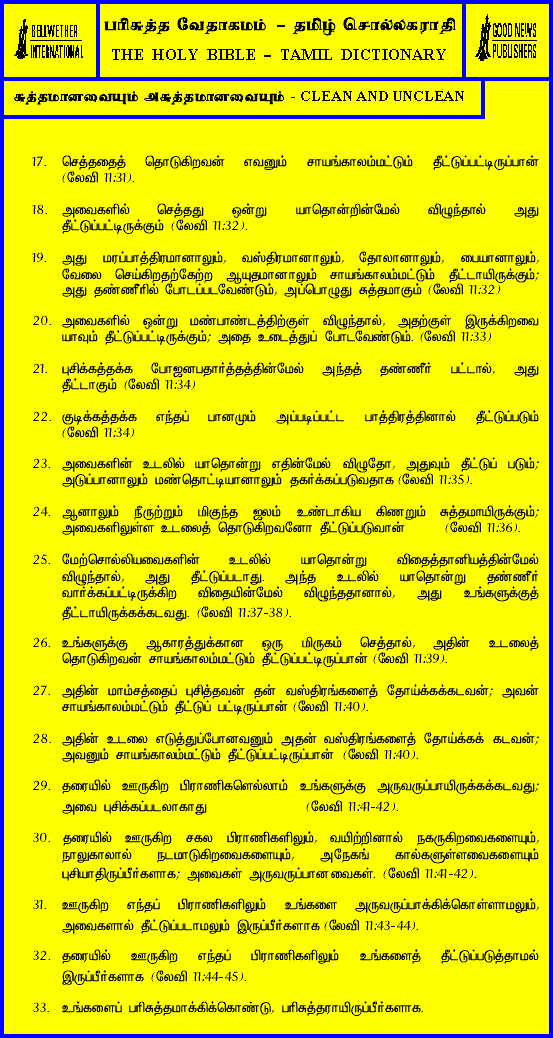 BELLWETHER
INTERNATIONAL
பரிசுத்த வேதாகமம் – தமிழ் சொல்லகராதி
THE HOLY BIBLE – TAMIL DICTIONARY
GOOD NEWS
PUBLISHERS
சுத்தமானவையும் அசுத்தமானவையும் - CLEAN AND UNCLEAN
17. செத்ததைத் தொடுகிறவன் எவனும் சாயங்காலம்மட்டும் தீட்டுப்பட்டிருப்பான்
(லேவி 11:31).
18. அவைகளில் செத்தது ஒன்று யாதொன்றின்மேல் விழுந்தால் அது
தீட்டுப்பட்டிருக்கும் (லேவி 11:32).
19. அது மரப்பாத்திரமானாலும், வஸ்திரமானாலும், தோலானாலும், பையானாலும்,
வேலை செய்கிறதற்கேற்ற ஆயுதமானாலும் சாயங்காலம்மட்டும் தீட்டாயிருக்கும்;
அது தண்ணீரில் போடப்படவேண்டும், அப்பொழுது சுத்தமாகும் (லேவி 11:32)
20. அவைகளில் ஒன்று மண்பாண்டத்திற்குள் விழுந்தால், அதற்குள் இருக்கிறவை
யாவும் தீட்டுப்பட்டிருக்கும்; அதை உடைத்துப் போடவேண்டும். (லேவி 11:33)
21. புசிக்கத்தக்க போஜனபதார்த்தத்தின்மேல் அந்தத் தண்ணீர் பட்டால், அது
தீட்டாகும் (லேவி 11:34)
22. குடிக்கத்தக்க எந்தப் பானமும் அப்படிப்பட்ட பாத்திரத்தினால் தீட்டுப்படும்
(லேவி 11:34)
23. அவைகளின் உடலில் யாதொன்று எதின்மேல் விழுதோ, அதுவும் தீட்டுப் படும்;
அடுப்பானாலும் மண்தொட்டியானாலும் தகர்க்கப்படுவதாக (லேவி 11:35).
24. ஆனாலும் நீருற்றும் மிகுந்த ஜலம் உண்டாகிய கிணறும் சுத்தமாயிருக்கும்;
அவைகளிலுள்ள உடலைத் தொடுகிறவனோ தீட்டுப்படுவான் (லேவி 11:36).
25. மேற்சொல்லியவைகளின் உடலில் யாதொன்று விதைத்தானியத்தின்மேல்
விழுந்தால், அது தீட்டுப்படாது. அந்த உடலில் யாதொன்று தண்ணீர்
வார்க்கப்பட்டிருக்கிற விதையின்மேல் விழுந்ததானால், அது உங்களுக்குத்
தீட்டாயிருக்கக்கடவது. (லேவி 11:37-38).
26. உங்களுக்கு ஆகாரத்துக்கான ஒரு மிருகம் செத்தால், அதின் உடலைத்
தொடுகிறவன் சாயங்காலம்மட்டும் தீட்டுப்பட்டிருப்பான் (லேவி 11:39).
27. அதின் மாம்சத்தைப் புசித்தவன் தன் வஸ்திரங்களைத் தோய்க்கக்கடவன்; அவன்
சாயங்காலம்மட்டும் தீட்டுப் பட்டிருப்பான் (லேவி 11:40).
28. அதின் உடலை எடுத்துப்போனவனும் அதன் வஸ்திரங்களைத் தோய்க்கக் கடவன்;
அவனும் சாயங்காலம்மட்டும் தீட்டுப்பட்டிருப்பான் (லேவி 11:40).
29. தரையில் ஊருகிற பிராணிகளெல்லாம் உங்களுக்கு அருவருப்பாயிருக்கக்கடவது;
அவை புசிக்கப்படலாகாது (லேவி 11:41-42).
30. தரையில் ஊருகிற சகல பிராணிகளிலும், வயிற்றினால் நகருகிறவைகளையும்,
நாலுகாலால் நடமாடுகிறவைகளையும், அநேகங் கால்களுள்ளவைகளையும்
புசியாதிருப்பீர்களாக; அவைகள் அருவருப்பானவைகள். (லேவி 11:41-42).
31. ஊருகிற எந்தப் பிராணிகளிலும் உங்களை அருவருப்பாக்கிக்கொள்ளாமலும்,
அவைகளால் தீட்டுப்படாமலும் இருப்பீர்களாக (லேவி 11:43-44).
32. தரையில் ஊருகிற எந்தப் பிராணிகளிலும் உங்களைத் தீட்டுப்படுத்தாமல்
இருப்பீர்களாக (லேவி 11:44-45).
33. உங்களைப் பரிசுத்தமாக்கிக்கொண்டு, பரிசுத்தராயிருப்பீர்களாக.